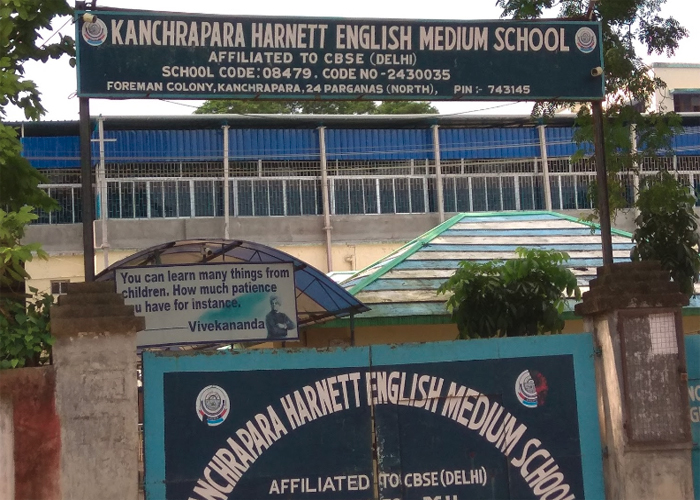 KANCHRAPARA HARNETT ENGLISH MEDIUM SCHOOL
AFFILIATED TO CBSE (DELHI)
SCHOOL CODE: 08479. CODE NO - 2430035
FOREMAN COLONY, KANCHRAPARA, 24 PARGANAS (NORTH), PIN :- 743145
You can learn many things from
children. How much patience
you have for instance.
Vivekananda
KANCHRAPARA HARNETT ENGLISH MEDIUM SCHOOL
AFFILIATED TO CBSE (DELHI)